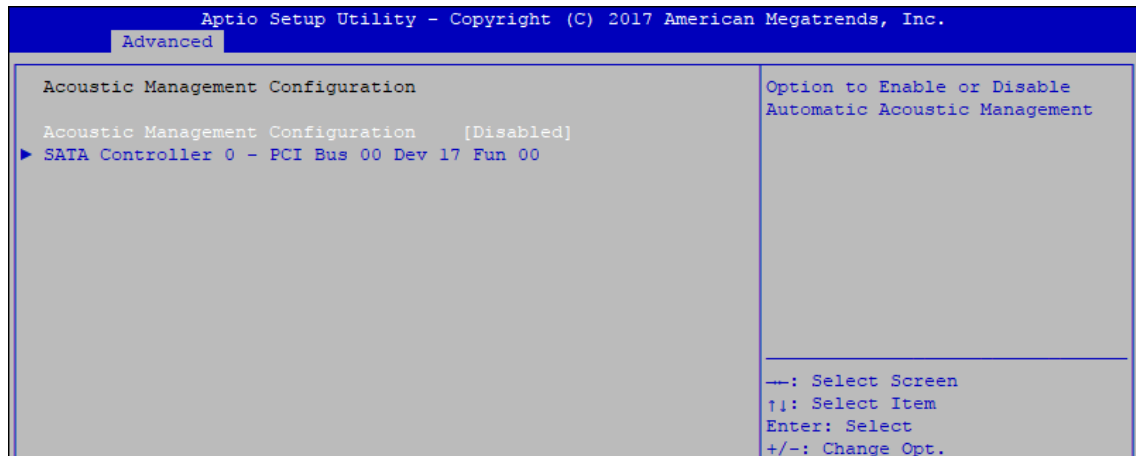 Aptio Setup Utility – Copyright (C) 2017 American Megatrends, Inc.
Advanced
Acoustic Management Configuration
Acoustic Management Configuration [Disabled]
► SATA Controller 0 – PCI Bus 00 Dev 17 Fun 00
Option to Enable or Disable
Automatic Acoustic Management
→←: Select Screen
↑↓: Select Item
Enter: Select
+/-: Change Opt.